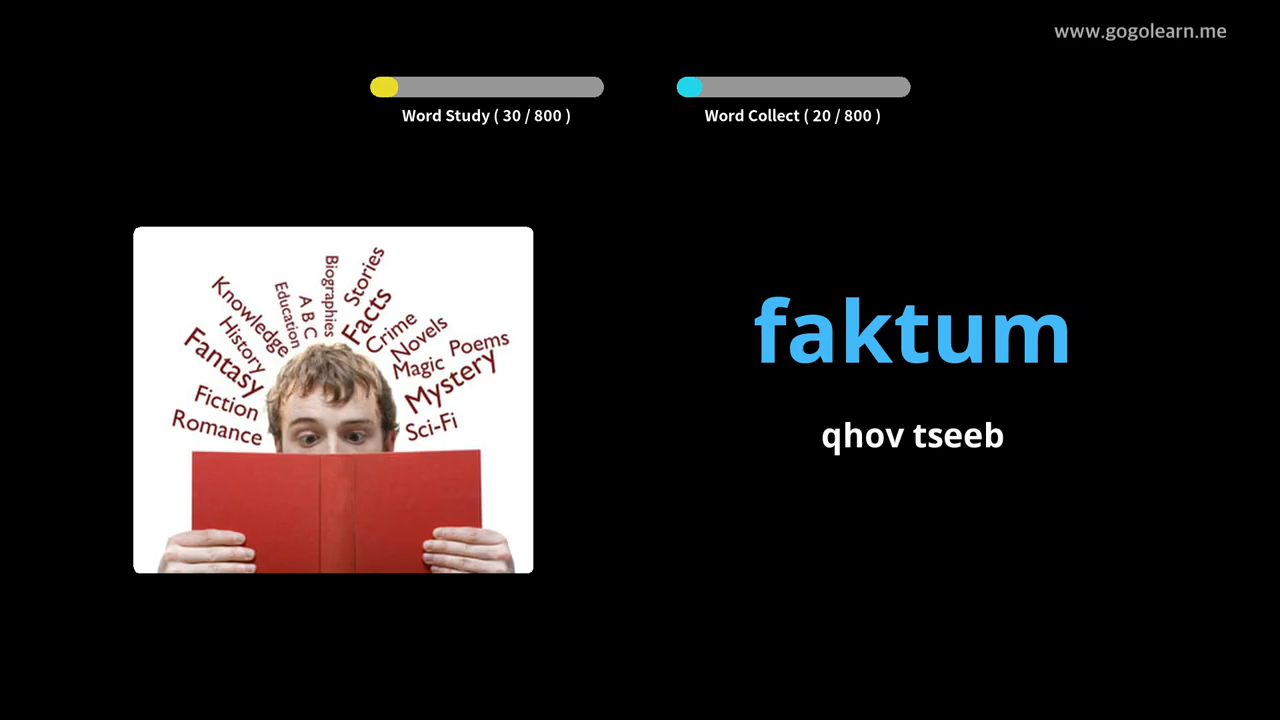 www.gogolearn.me
Word Study ( 30 / 800 )
Word Collect ( 20 / 800 )
Romance
Fiction
Fantasy
History
Knowledge
Education
A B C
Biographies
Stories
Facts
Crime
Novels
Magic
Poems
Mystery
Sci-Fi
faktum
qhov tseeb